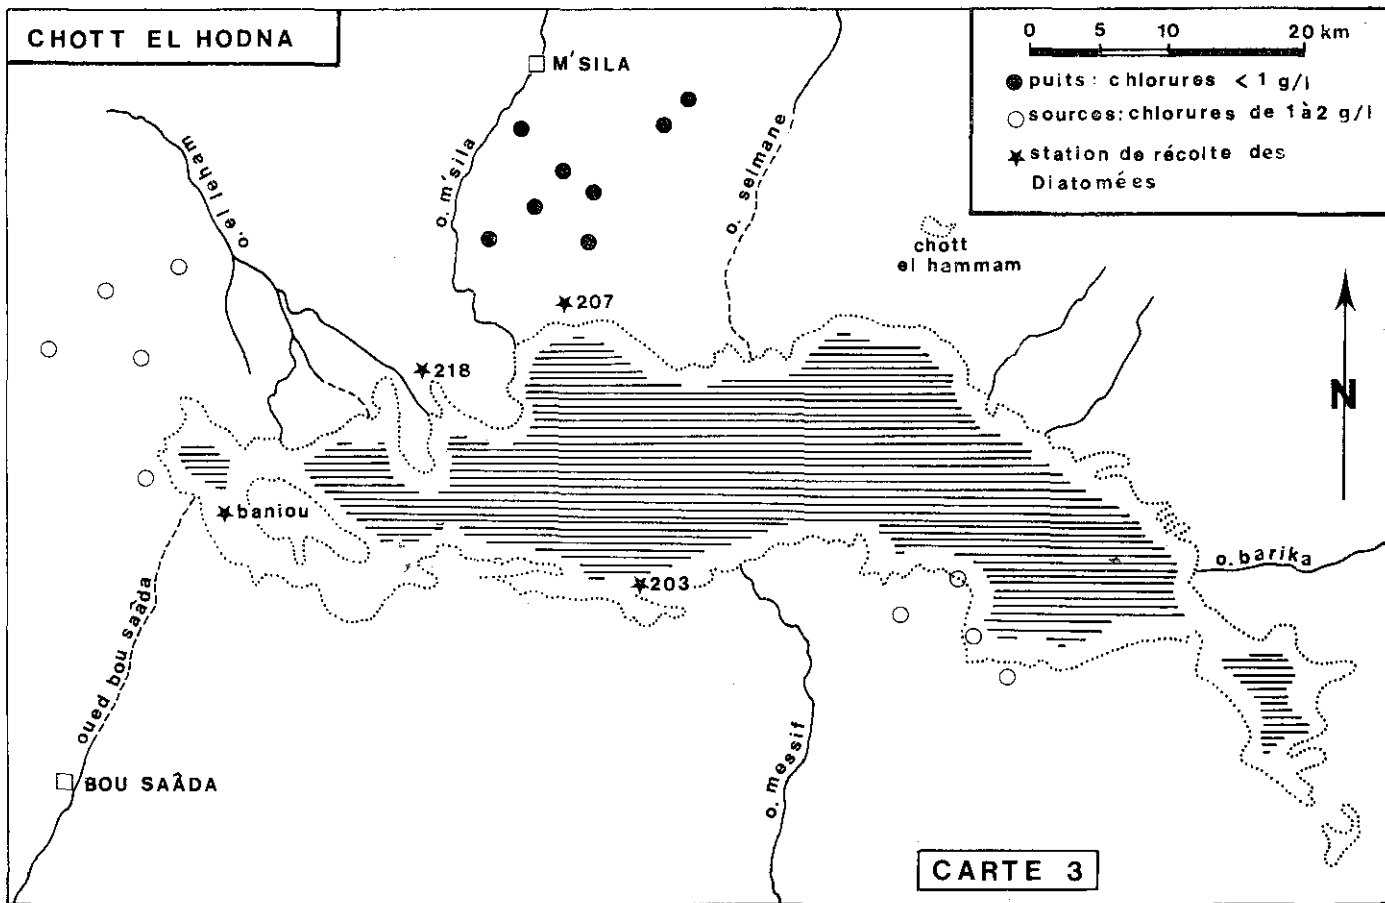 CHOTT EL HODNA
0 5 10 20 km
puits: chlorures < 1 g/l
sources: chlorures de 1à2 g/l
station de récolte des
Diatomées
M'SILA
o. el leham
o. m'sila
o. selmane
chott
el hammam
207
218
N
baniou
203
o. barika
oued bou saâda
o. messif
BOU SAÂDA
CARTE 3